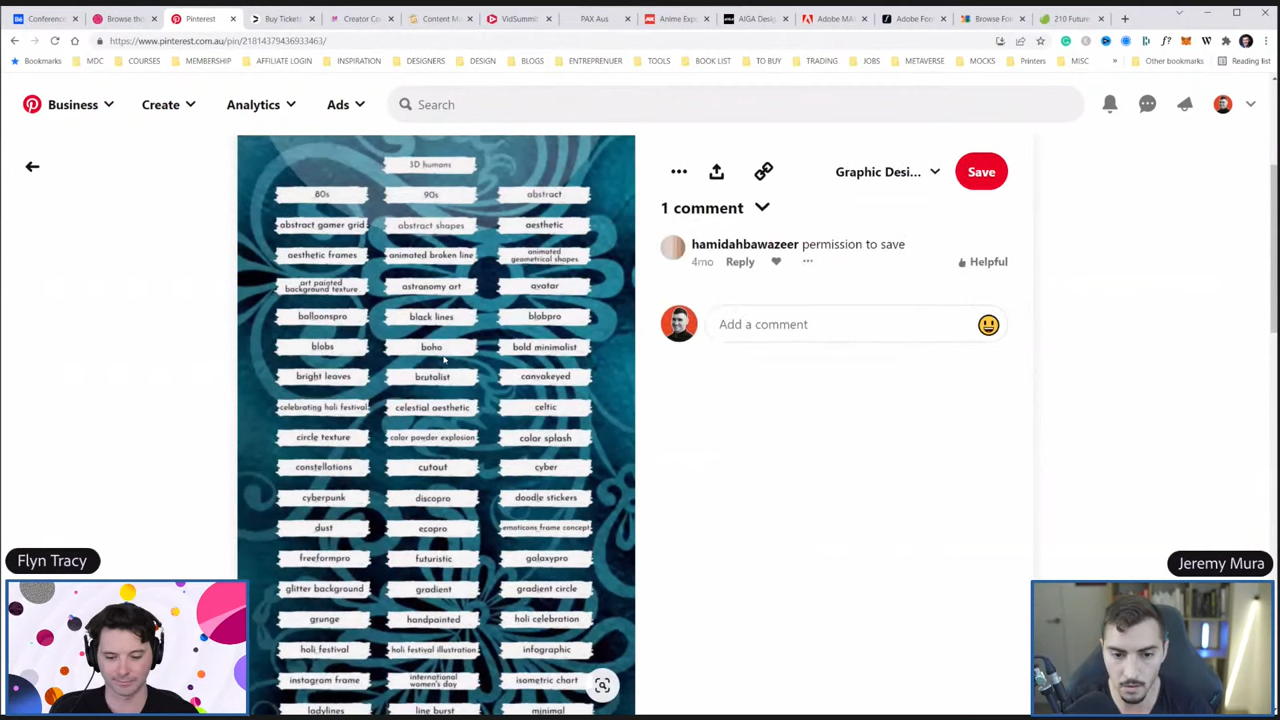 Conference
Browse tho
Pinterest
Buy Tickets
Creator Co
Content M
VidSummit
PAX Aus
Anime Expo
AIGA Desig
Adobe MA
Adobe Fon
Browse Fon
210 Future
https://www.pinterest.com.au/pin/21814379436933463/
Bookmarks MDC COURSES MEMBERSHIP AFFILIATE LOGIN INSPIRATION DESIGNERS DESIGN BLOGS ENTREPRENUER TOOLS BOOK LIST TO BUY TRADING JOBS METAVERSE MOCKS Printers MISC » Other bookmarks Reading list
Business Create Analytics Ads Search
3D humans
80s 90s abstract
abstract gamer grid abstract shapes aesthetic
aesthetic frames animated broken line animated geometrical shapes
art painted background texture astronomy art avatar
balloonspro black lines blobpro
blobs boho bold minimalist
bright leaves brutalist canvakeyed
celebrating holi festival celestial aesthetic celtic
circle texture color powder explosion color splash
constellations cutout cyber
cyberpunk discopro doodle stickers
dust ecopro emoticons frame concept
freeformpro futuristic galaxypro
glitter background gradient gradient circle
grunge handpainted holi celebration
holi festival holi festival illustration infographic
instagram frame international women's day isometric chart
ladylines line burst minimal
Graphic Desi... Save
1 comment
hamidahbawazeer permission to save
4mo Reply Helpful
Add a comment
Flyn Tracy
Jeremy Mura